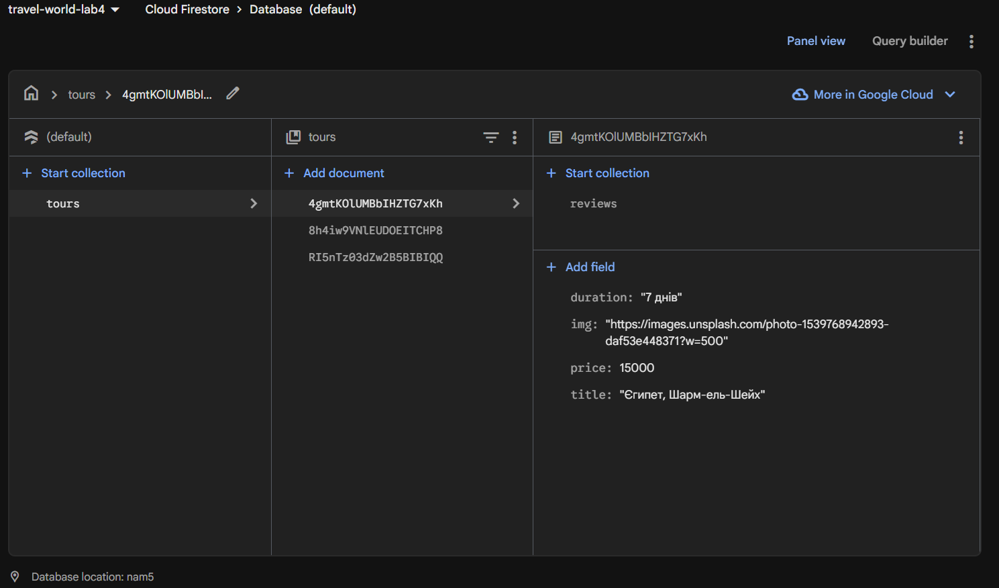 travel-world-lab4 Cloud Firestore > Database (default)
Panel view Query builder
tours > 4gmtKOlUMBbI... More in Google Cloud
(default) tours 4gmtKOlUMBbIHZTG7xKh
+ Start collection + Add document + Start collection
tours 4gmtKOlUMBbIHZTG7xKh reviews
8h4iw9VNlEUDOEITCHP8
RI5nTz03dZw2B5BIBIQQ
+ Add field
duration: "7 днів"
img: "https://images.unsplash.com/photo-1539768942893-
daf53e448371?w=500"
price: 15000
title: "Єгипет, Шарм-ель-Шейх"
Database location: nam5